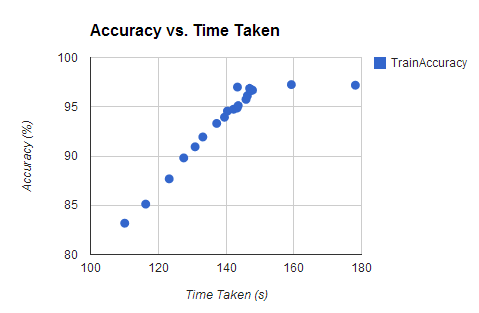 Accuracy vs. Time Taken
100
TrainAccuracy
95
90
85
80
Accuracy (%)
100 120 140 160 180
Time Taken (s)